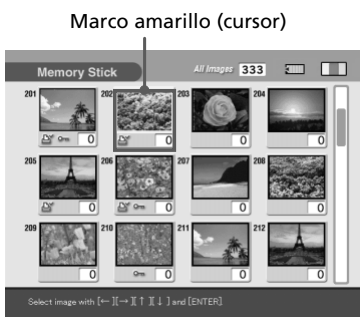 Marco amarillo (cursor)
Memory Stick
All Images 333
201 202 203 204
0 0 0 0
205 206 207 208
0 0 0 0
209 210 211 212
0 0 0 0
Select image with [←][→][↑][↓] and [ENTER]